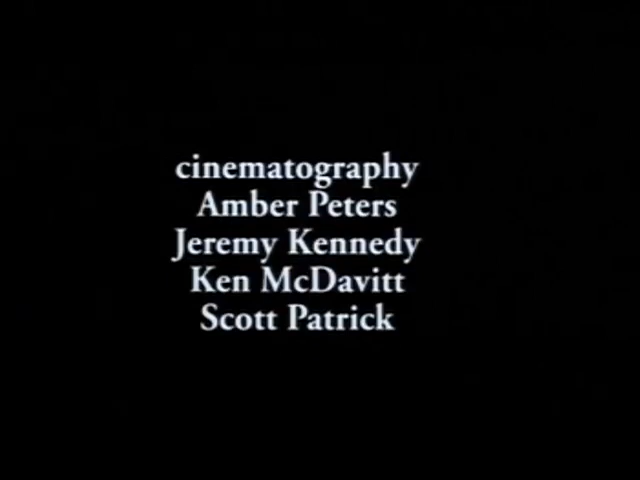 cinematography
Amber Peters
Jeremy Kennedy
Ken McDavitt
Scott Patrick